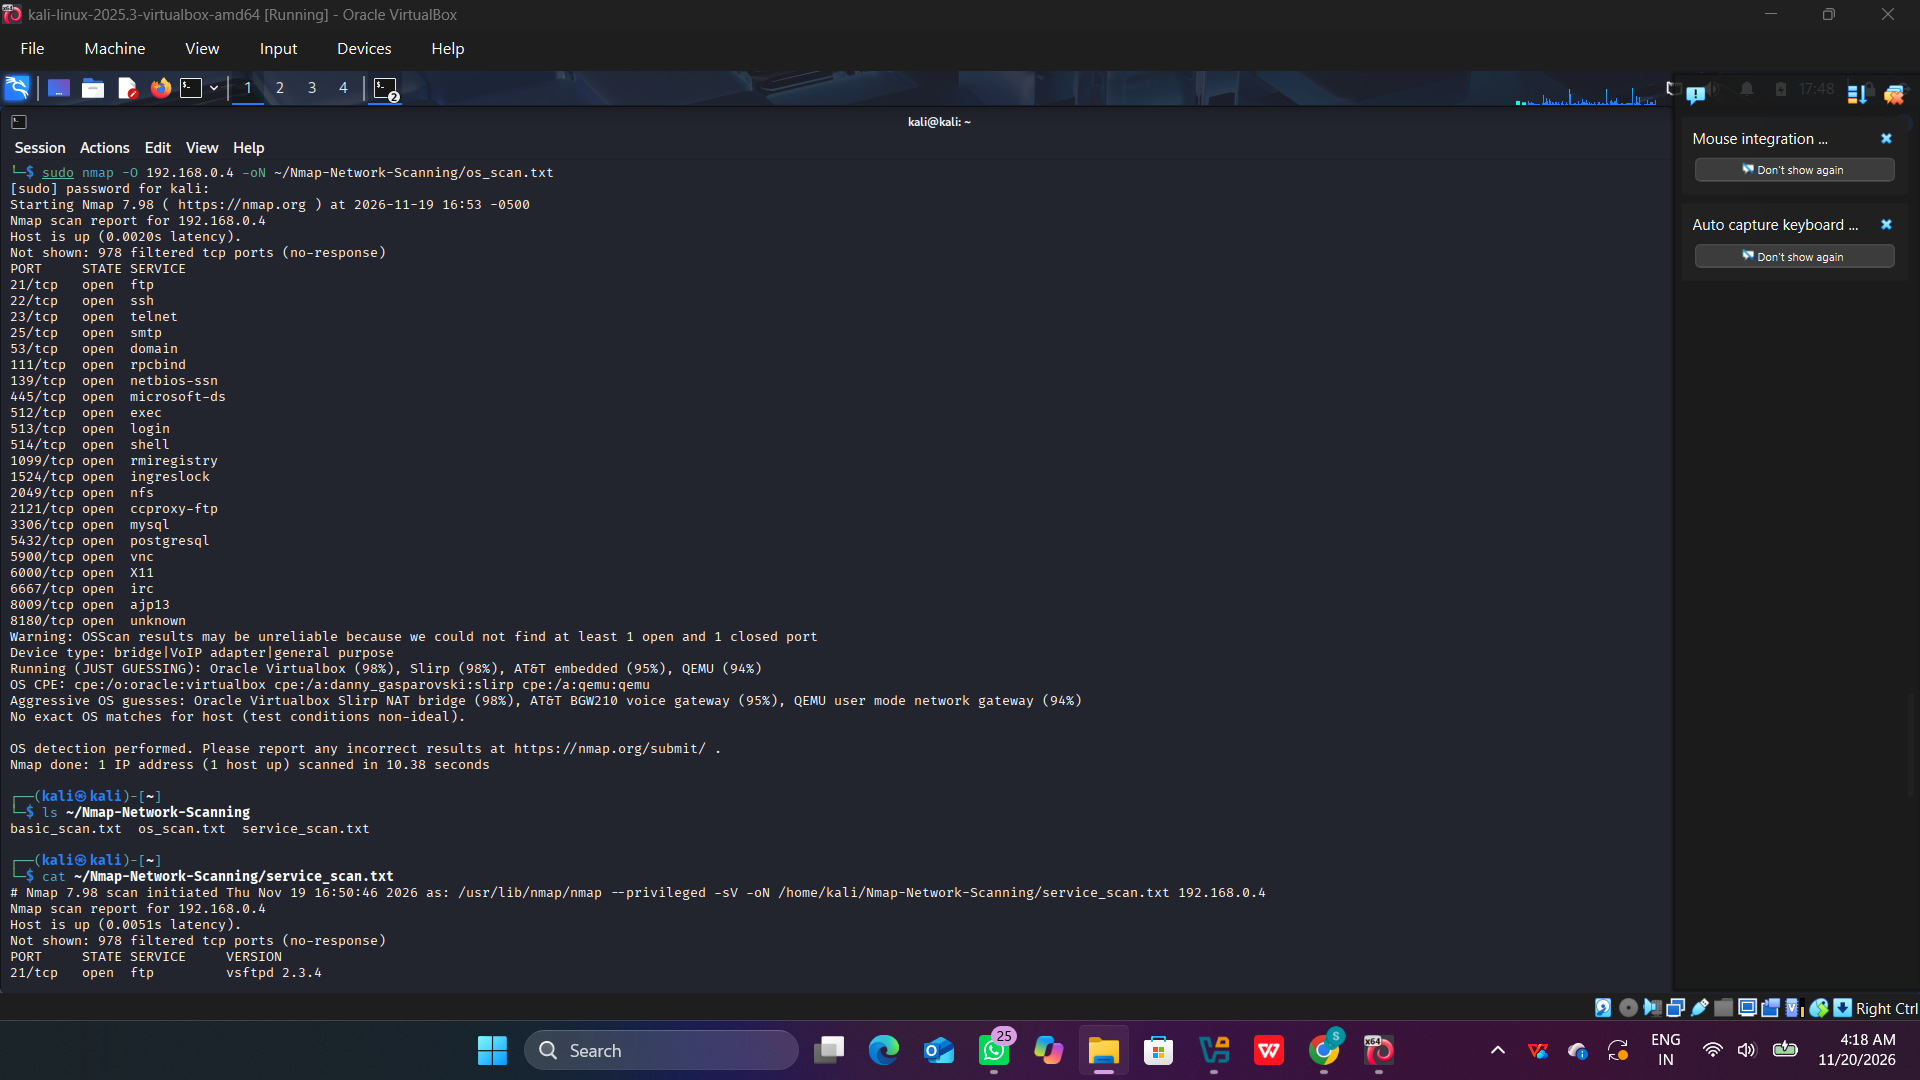 kali-linux-2025.3-virtualbox-amd64 [Running] - Oracle VirtualBox
File Machine View Input Devices Help
1 2 3 4
2
17:48
kali@kali: ~
Session Actions Edit View Help
└─$ sudo nmap -O 192.168.0.4 -oN ~/Nmap-Network-Scanning/os_scan.txt
[sudo] password for kali:
Starting Nmap 7.98 ( https://nmap.org ) at 2026-11-19 16:53 -0500
Nmap scan report for 192.168.0.4
Host is up (0.0020s latency).
Not shown: 978 filtered tcp ports (no-response)
PORT     STATE SERVICE
21/tcp   open  ftp
22/tcp   open  ssh
23/tcp   open  telnet
25/tcp   open  smtp
53/tcp   open  domain
111/tcp  open  rpcbind
139/tcp  open  netbios-ssn
445/tcp  open  microsoft-ds
512/tcp  open  exec
513/tcp  open  login
514/tcp  open  shell
1099/tcp open  rmiregistry
1524/tcp open  ingreslock
2049/tcp open  nfs
2121/tcp open  ccproxy-ftp
3306/tcp open  mysql
5432/tcp open  postgresql
5900/tcp open  vnc
6000/tcp open  X11
6667/tcp open  irc
8009/tcp open  ajp13
8180/tcp open  unknown
Warning: OSScan results may be unreliable because we could not find at least 1 open and 1 closed port
Device type: bridge|VoIP adapter|general purpose
Running (JUST GUESSING): Oracle Virtualbox (98%), Slirp (98%), AT&T embedded (95%), QEMU (94%)
OS CPE: cpe:/o:oracle:virtualbox cpe:/a:danny_gasparovski:slirp cpe:/a:qemu:qemu
Aggressive OS guesses: Oracle Virtualbox Slirp NAT bridge (98%), AT&T BGW210 voice gateway (95%), QEMU user mode network gateway (94%)
No exact OS matches for host (test conditions non-ideal).
OS detection performed. Please report any incorrect results at https://nmap.org/submit/ .
Nmap done: 1 IP address (1 host up) scanned in 10.38 seconds
┌──(kali㉿kali)-[~]
└─$ ls ~/Nmap-Network-Scanning
basic_scan.txt  os_scan.txt  service_scan.txt
┌──(kali㉿kali)-[~]
└─$ cat ~/Nmap-Network-Scanning/service_scan.txt
# Nmap 7.98 scan initiated Thu Nov 19 16:50:46 2026 as: /usr/lib/nmap/nmap --privileged -sV -oN /home/kali/Nmap-Network-Scanning/service_scan.txt 192.168.0.4
Nmap scan report for 192.168.0.4
Host is up (0.0051s latency).
Not shown: 978 filtered tcp ports (no-response)
PORT     STATE SERVICE     VERSION
21/tcp   open  ftp         vsftpd 2.3.4
Mouse integration ...
Don't show again
Auto capture keyboard ...
Don't show again
Right Ctrl
Search
25
S
x64
ENG
IN
4:18 AM
11/20/2026